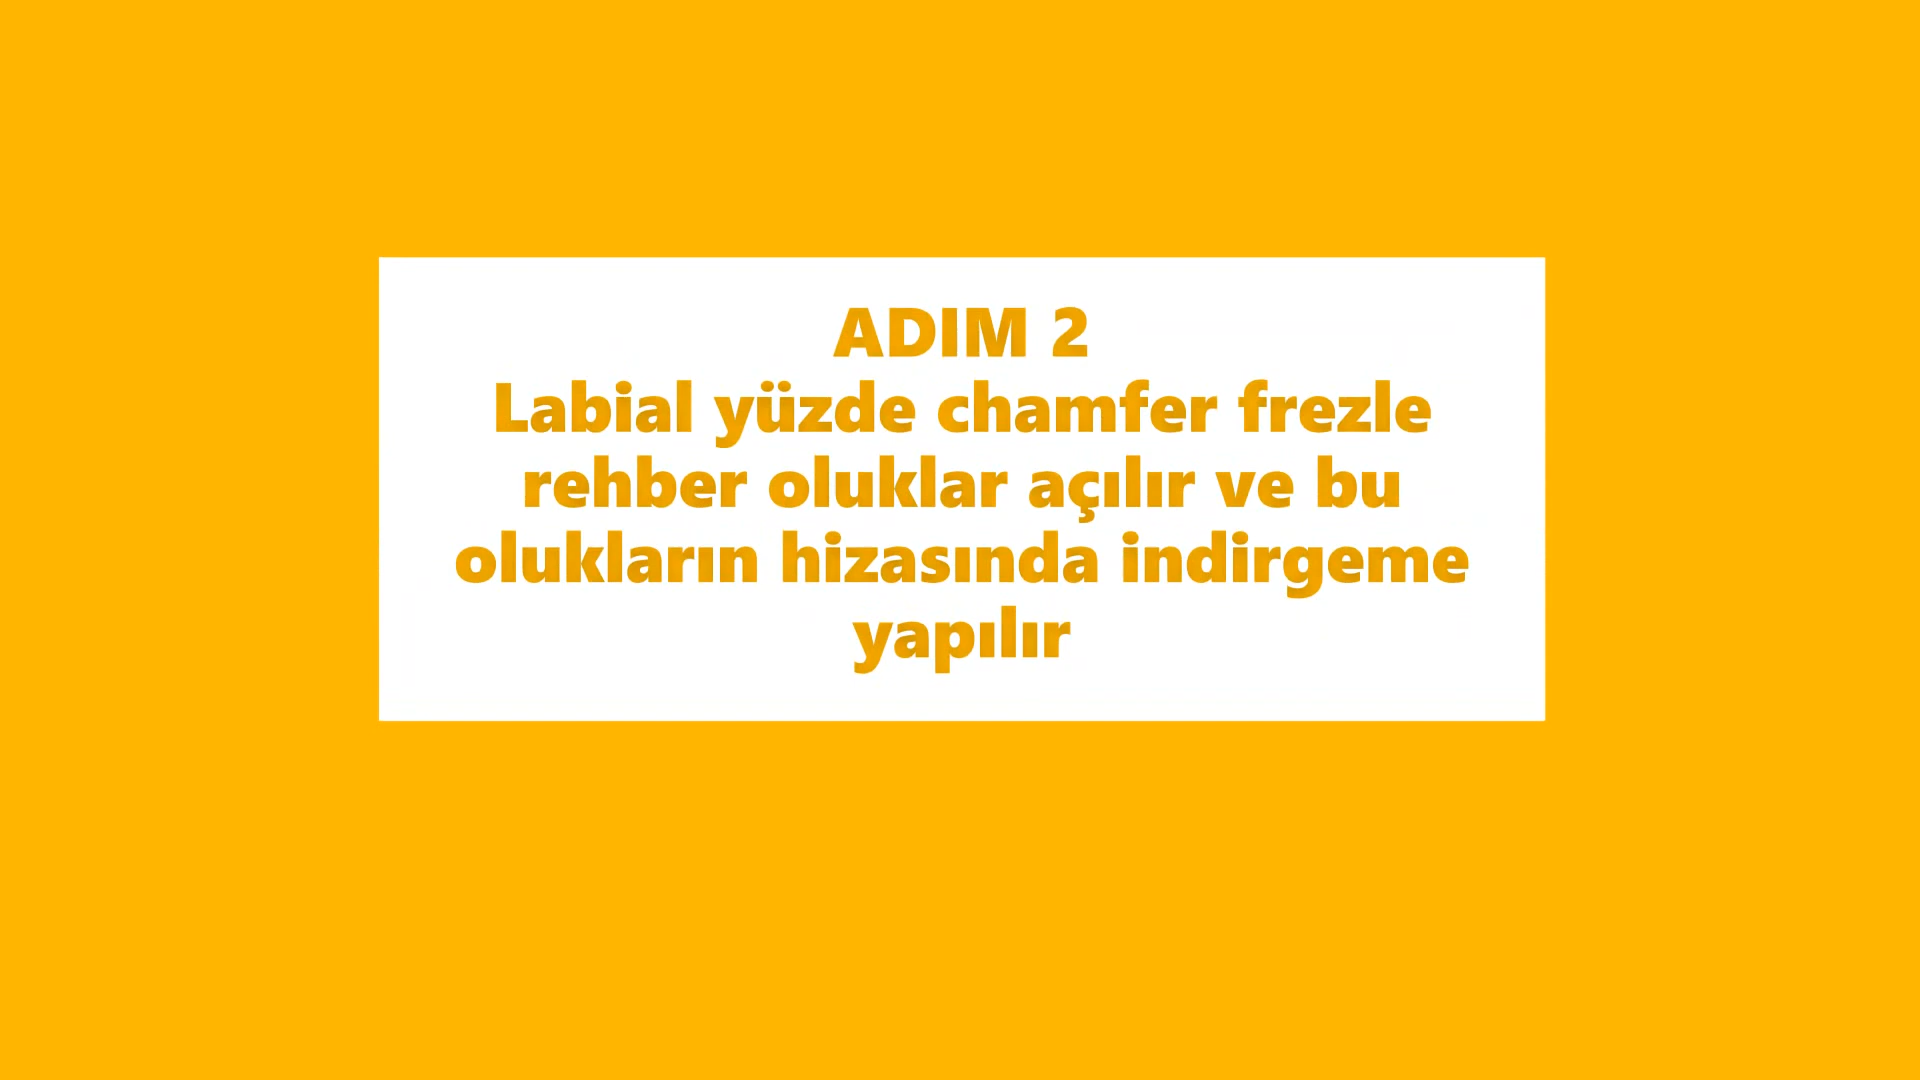 ADIM 2
Labial yüzde chamfer frezle
rehber oluklar açılır ve bu
olukların hizasında indirgeme
yapılır